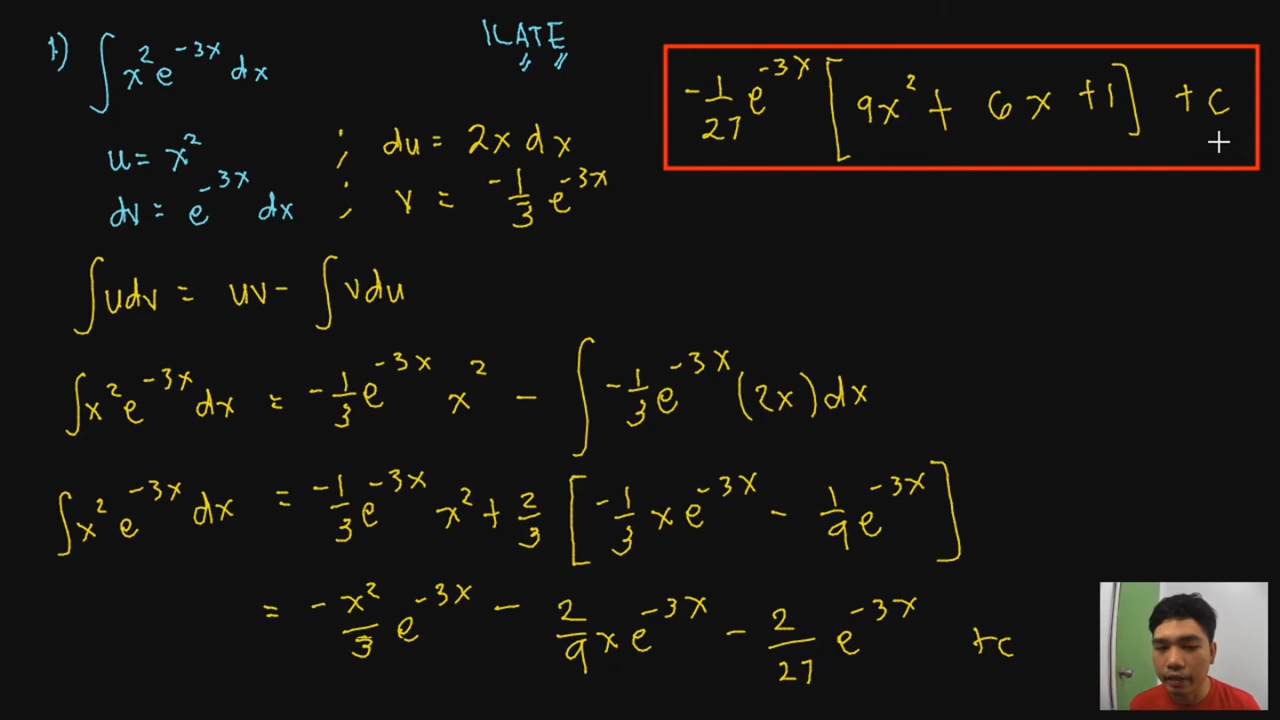 1) ∫ x² e^(-3x) dx
ILATE
-1/27 e^(-3x) [ 9x² + 6x + 1 ] + c
u = x² ; du = 2x dx
dv = e^(-3x) dx ; v = -1/3 e^(-3x)
∫ udv = uv - ∫ vdu
∫ x² e^(-3x) dx = -1/3 e^(-3x) x² - ∫ -1/3 e^(-3x) (2x) dx
∫ x² e^(-3x) dx = -1/3 e^(-3x) x² + 2/3 [ -1/3 x e^(-3x) - 1/9 e^(-3x) ]
= -x²/3 e^(-3x) - 2/9 x e^(-3x) - 2/27 e^(-3x) + c